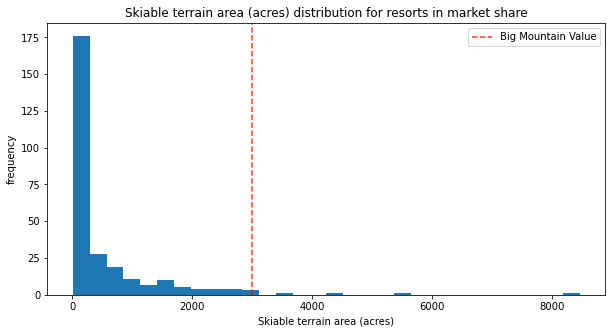 Skiable terrain area (acres) distribution for resorts in market share
Big Mountain Value
175
150
125
100
75
50
25
0
frequency
0 2000 4000 6000 8000
Skiable terrain area (acres)